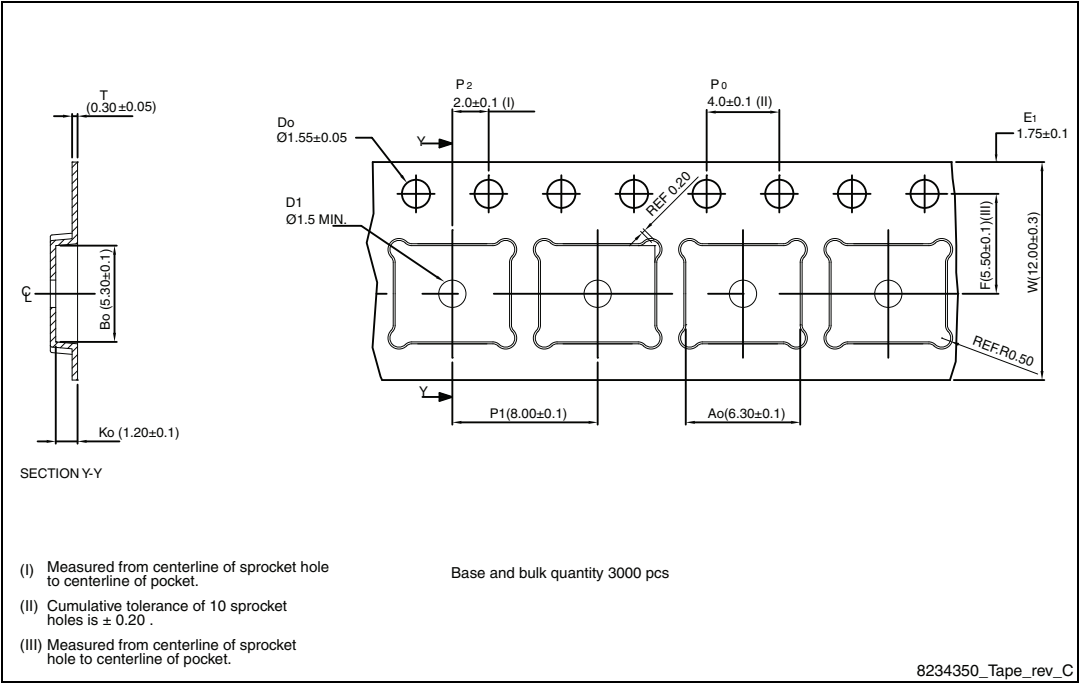 T
(0.30 ±0.05)
P2
2.0±0.1 (I)
P0
4.0±0.1 (II)
E1
1.75±0.1
Do
Ø1.55±0.05
Y
D1
Ø1.5 MIN.
REF 0.20
F(5.50±0.1)(III)
W(12.00±0.3)
Bo (5.30±0.1)
CL
REF.R0.50
Y
P1(8.00±0.1)
Ao(6.30±0.1)
Ko (1.20±0.1)
SECTION Y-Y
(I) Measured from centerline of sprocket hole
to centerline of pocket.
Base and bulk quantity 3000 pcs
(II) Cumulative tolerance of 10 sprocket
holes is ± 0.20 .
(III) Measured from centerline of sprocket
hole to centerline of pocket.
8234350_Tape_rev_C